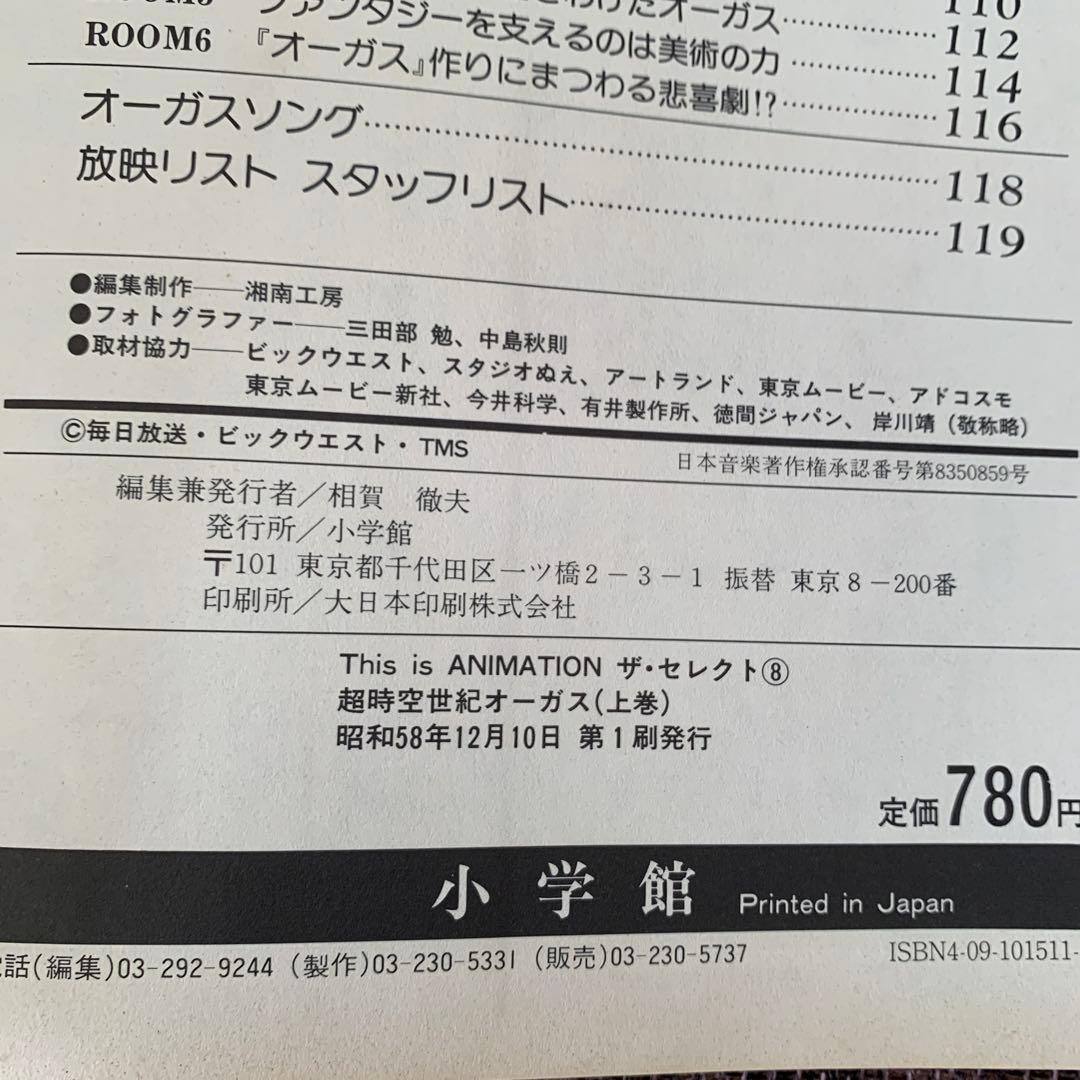 けたオーガス……………110
ファンタジーを支えるのは美術の力……………112
114
ROOM6 『オーガス』作りにまつわる悲喜劇!?……………116
オーガスソング……………118
放映リスト スタッフリスト……………119
●編集制作――湘南工房
●フォトグラファー――三田部 勉、中島秋則
●取材協力――ビックウエスト、スタジオぬえ、アートランド、東京ムービー、アドコスモ
東京ムービー新社、今井科学、有井製作所、徳間ジャパン、岸川靖(敬称略)
©毎日放送・ビックウエスト・TMS
日本音楽著作権承認番号第8350859号
編集兼発行者／相賀 徹夫
発行所／小学館
〒101 東京都千代田区一ツ橋2－3－1 振替 東京8－200番
印刷所／大日本印刷株式会社
This is ANIMATION ザ・セレクト⑧
超時空世紀オーガス(上巻)
昭和58年12月10日 第1刷発行
定価780円
小学館 Printed in Japan
話(編集)03-292-9244 (製作)03-230-5331 (販売)03-230-5737
ISBN4-09-101511-